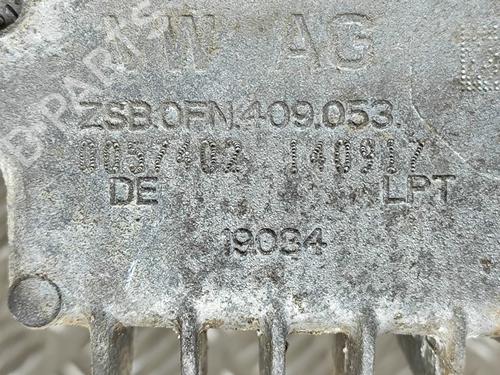 VW AG
ZSB.0FN.409.053.
0057402 140917
DE LPT
19034